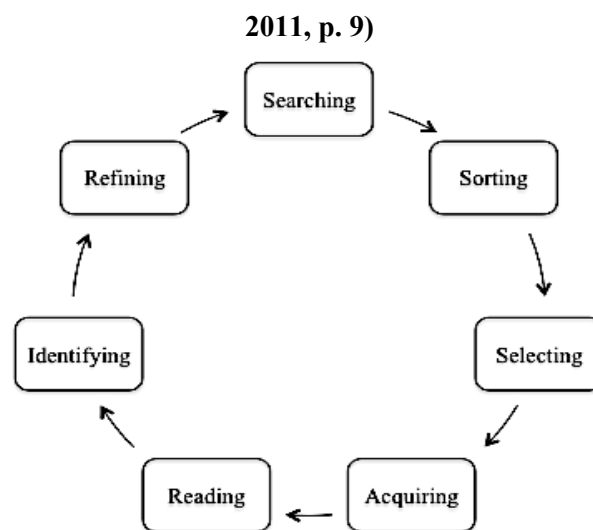 2011, p. 9)
Searching
Sorting
Selecting
Acquiring
Reading
Identifying
Refining